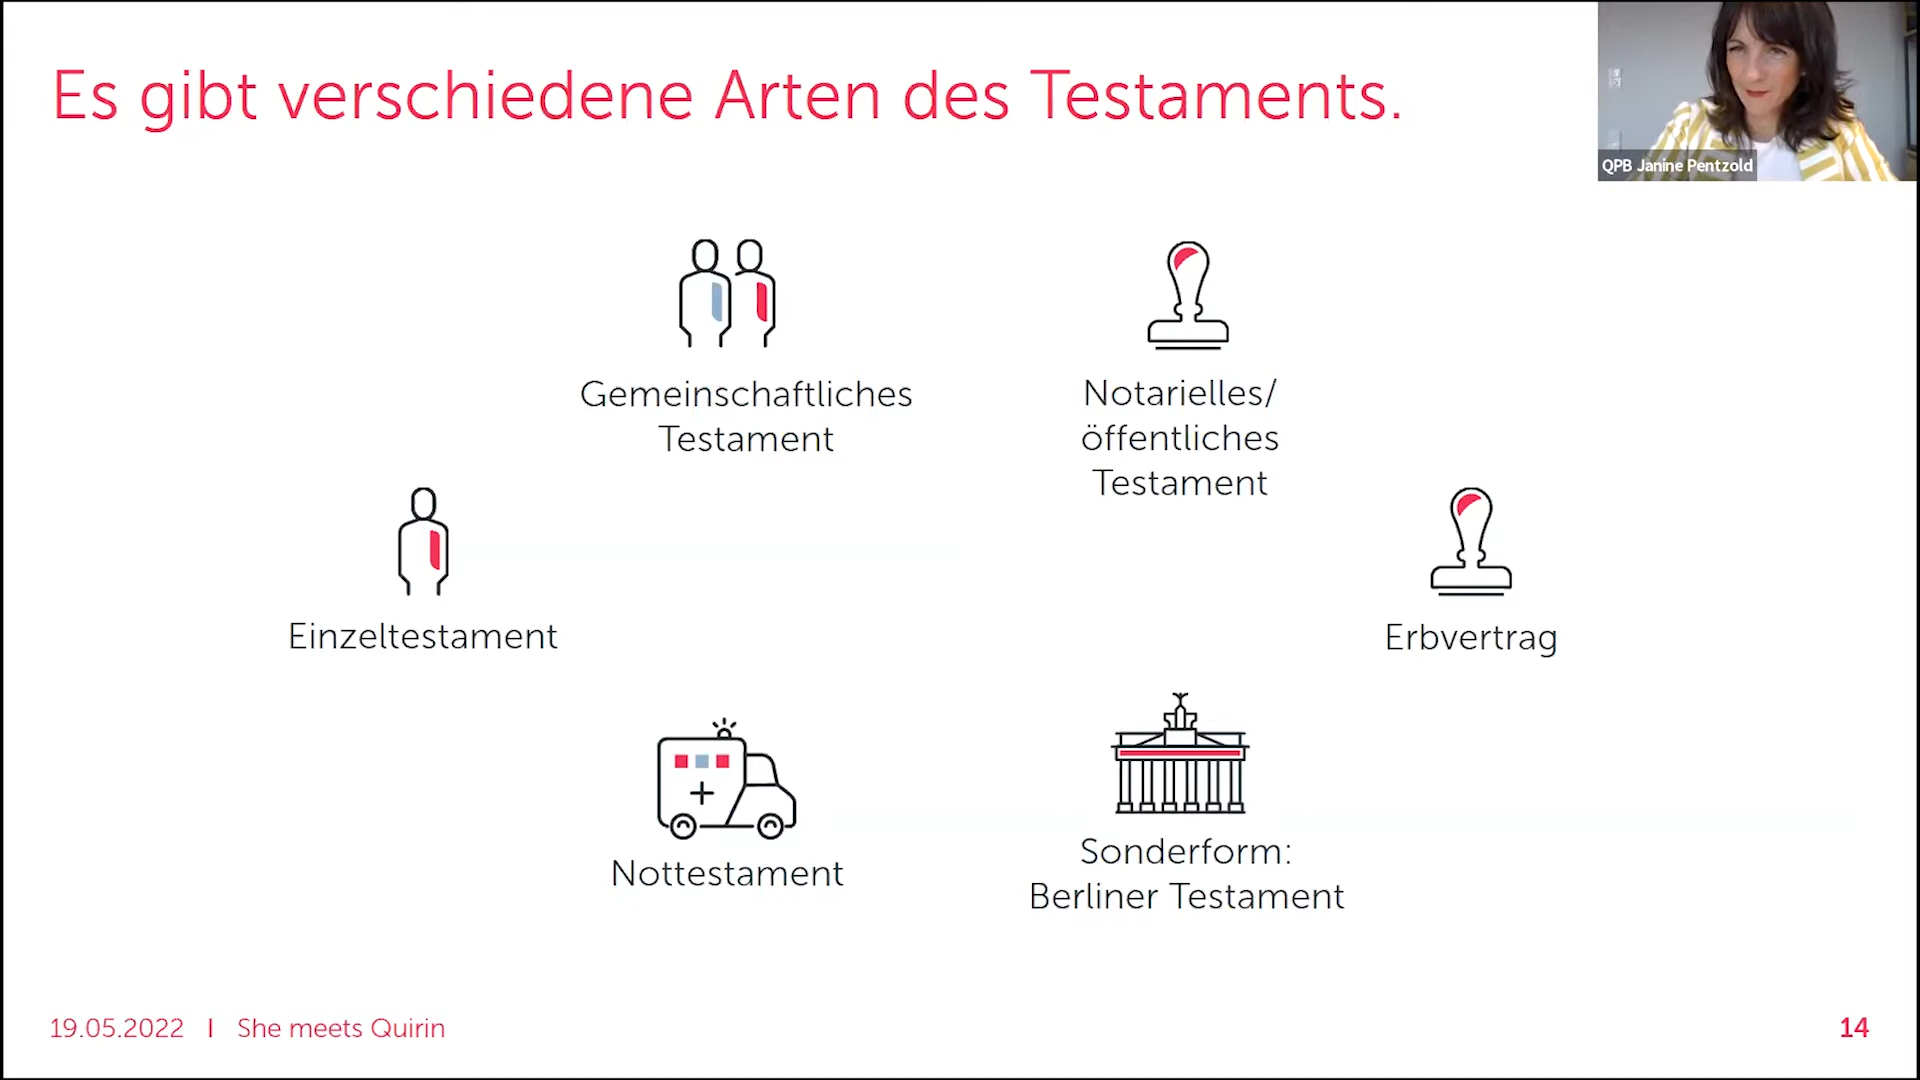 Es gibt verschiedene Arten des Testaments.
QPB Janine Pentzold
Gemeinschaftliches
Testament
Notarielles/
öffentliches
Testament
Einzeltestament
Erbvertrag
Nottestament
Sonderform:
Berliner Testament
19.05.2022 I She meets Quirin
14